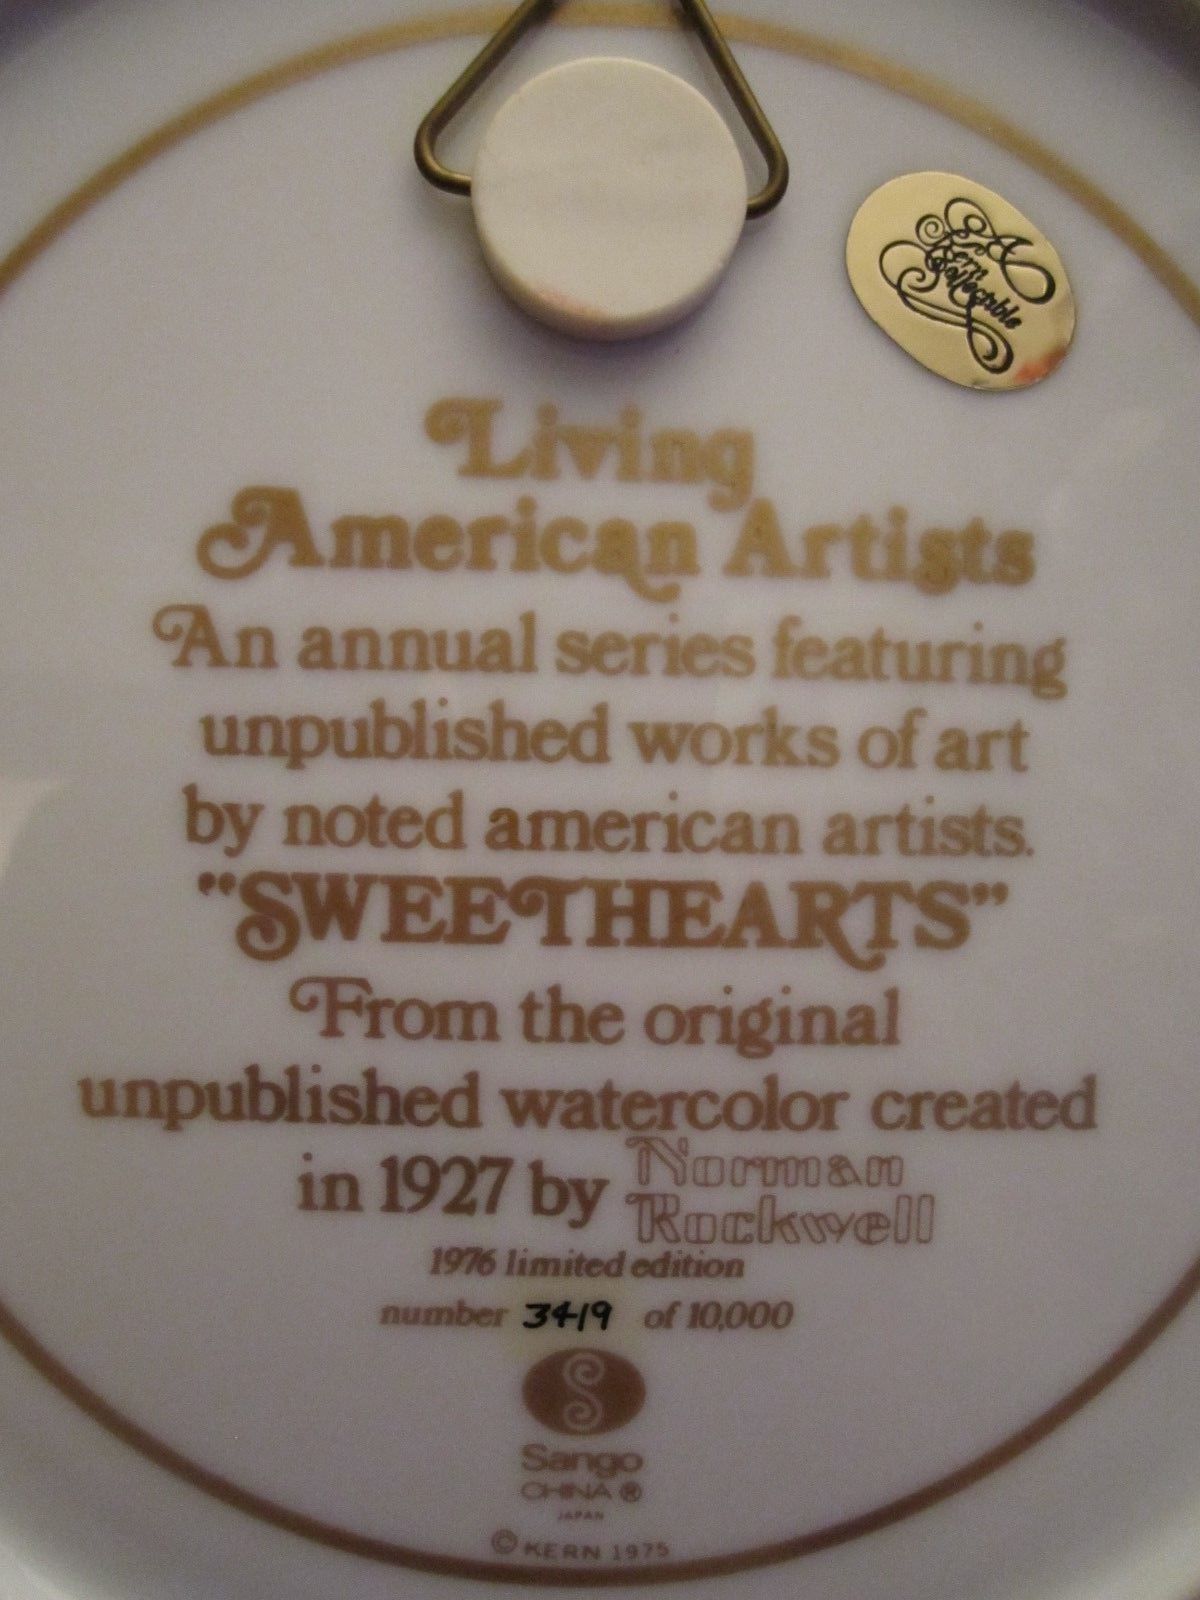 A
Kern
Collectible
Living
American Artists
An annual series featuring
unpublished works of art
by noted american artists.
"SWEETHEARTS"
From the original
unpublished watercolor created
in 1927 by Norman
Rockwell
1976 limited edition
number 3419 of 10,000
S
Sango
CHINA ®
JAPAN
© KERN 1975